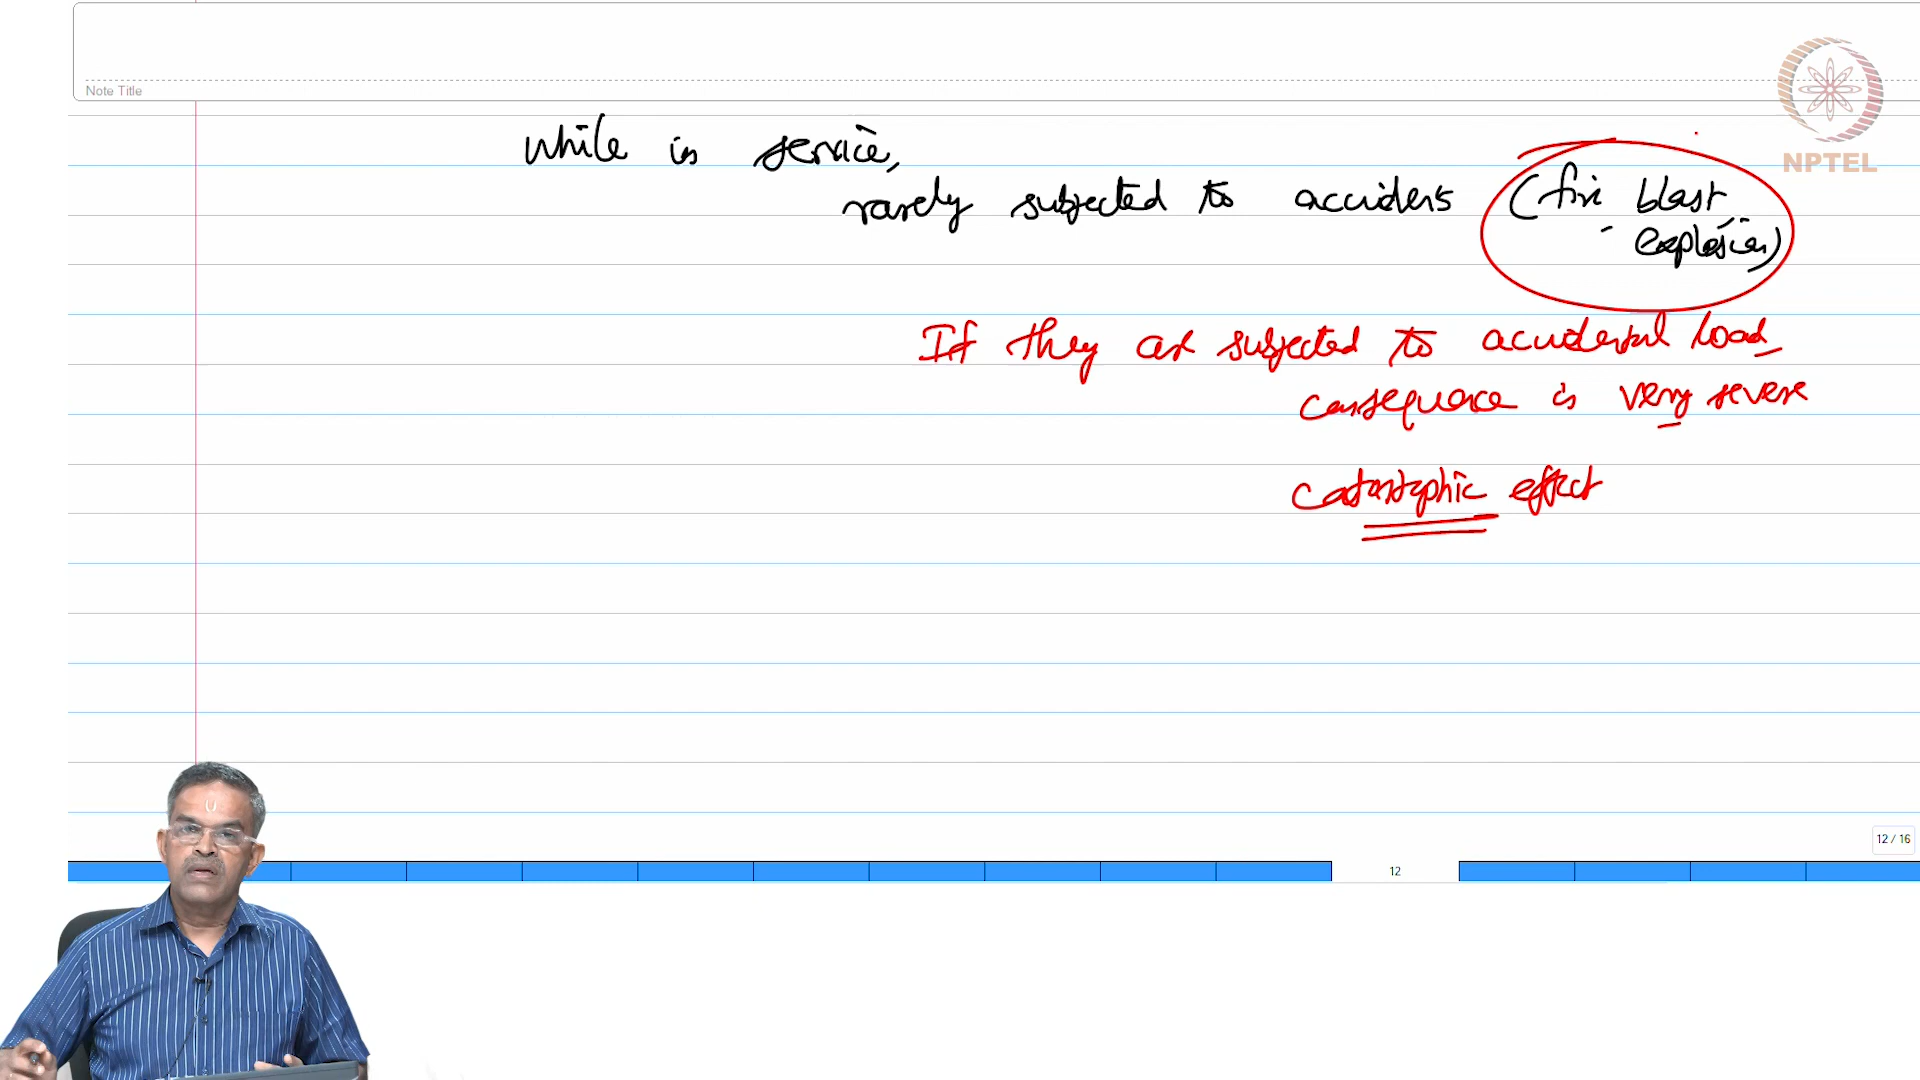 Note Title
NPTEL
While in service,
rarely subjected to accidents (fire blast
explosion)
If they are subjected to accidental load
consequence is very severe
catastrophic effect
12 / 16
12